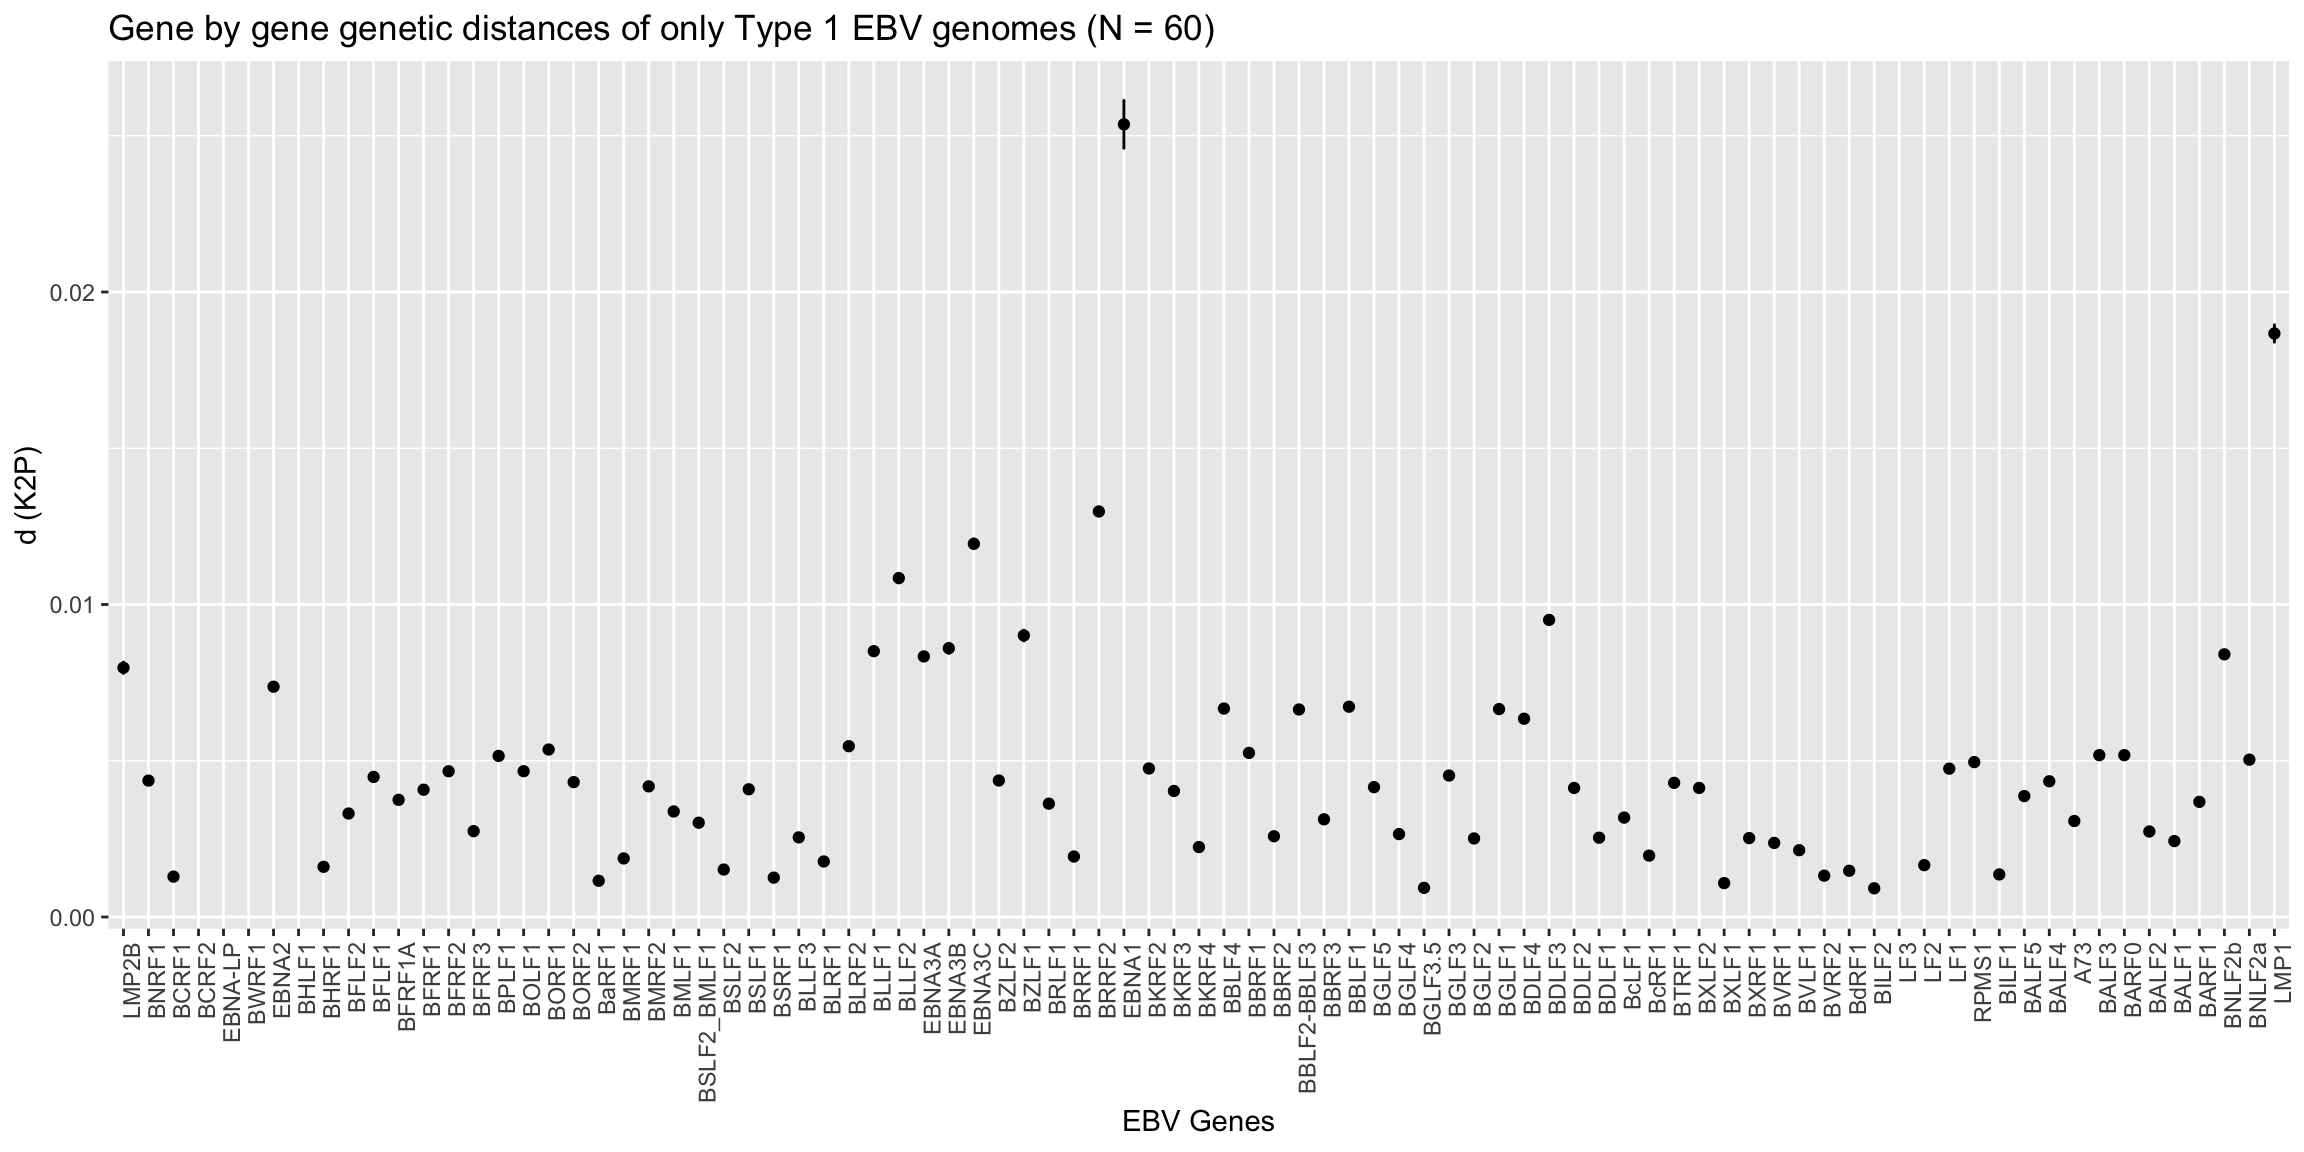 Gene by gene genetic distances of only Type 1 EBV genomes (N = 60)
d (K2P)
0.02
0.01
0.00
LMP2B
BNRF1
BCRF1
BCRF2
EBNA-LP
BWRF1
EBNA2
BHLF1
BHRF1
BFLF2
BFLF1
BFRF1A
BFRF1
BFRF2
BFRF3
BPLF1
BOLF1
BORF1
BORF2
BaRF1
BMRF1
BMRF2
BMLF1
BSLF2_BMLF1
BSLF2
BSLF1
BSRF1
BLLF3
BLRF1
BLRF2
BLLF1
BLLF2
EBNA3A
EBNA3B
EBNA3C
BZLF2
BZLF1
BRLF1
BRRF1
BRRF2
EBNA1
BKRF2
BKRF3
BKRF4
BBLF4
BBRF1
BBRF2
BBLF2-BBLF3
BBRF3
BBLF1
BGLF5
BGLF4
BGLF3.5
BGLF3
BGLF2
BGLF1
BDLF4
BDLF3
BDLF2
BDLF1
BcLF1
BcRF1
BTRF1
BXLF2
BXLF1
BXRF1
BVRF1
BVLF1
BVRF2
BdRF1
BILF2
LF3
LF2
LF1
RPMS1
BILF1
BALF5
BALF4
A73
BALF3
BARF0
BALF2
BALF1
BARF1
BNLF2b
BNLF2a
LMP1
EBV Genes